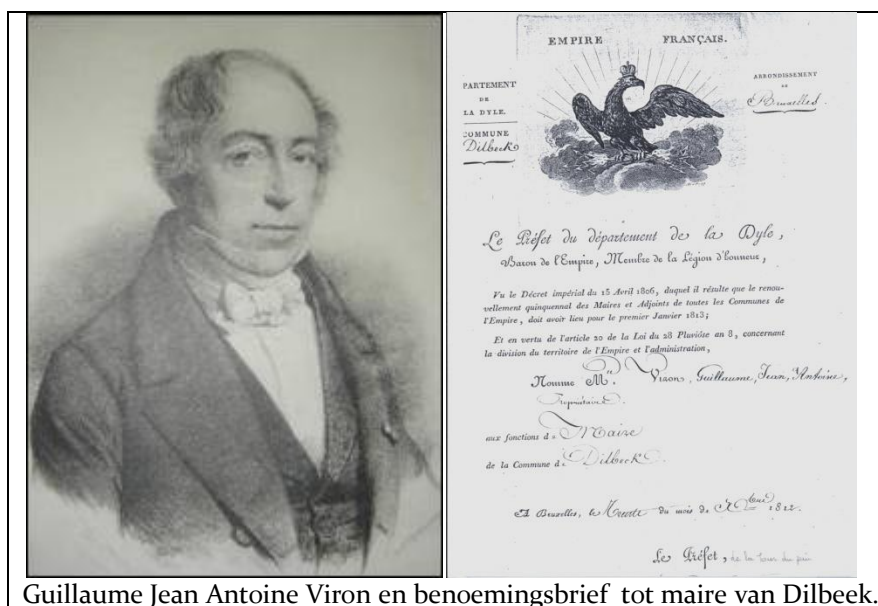 EMPIRE FRANÇAIS.
PARTEMENT
DE
LA DYLE.
COMMUNE
Dilbeek
ARRONDISSEMENT
DE
Bruxelles.
Le Préfet du département de la Dyle,
Baron de l'Empire, Membre de la Légion d'honneur,
Vu le Décret impérial du 15 Avril 1806, duquel il résulte que le renou-
vellement quinquennal des Maires et Adjoints de toutes les Communes de
l'Empire, doit avoir lieu pour le premier Janvier 1813;
Et en vertu de l'article 20 de la Loi du 28 Pluviôse an 8, concernant
la division du territoire de l'Empire et l'administration,
Nomme Mr. Viron, Guillaume, Jean, Antoine,
Propriétaire.
aux fonctions de Maire
de la Commune de Dilbeek.
A Bruxelles, le Trente du mois de 1812.
Le Préfet, de la tour du pin
Guillaume Jean Antoine Viron en benoemingsbrief tot maire van Dilbeek.